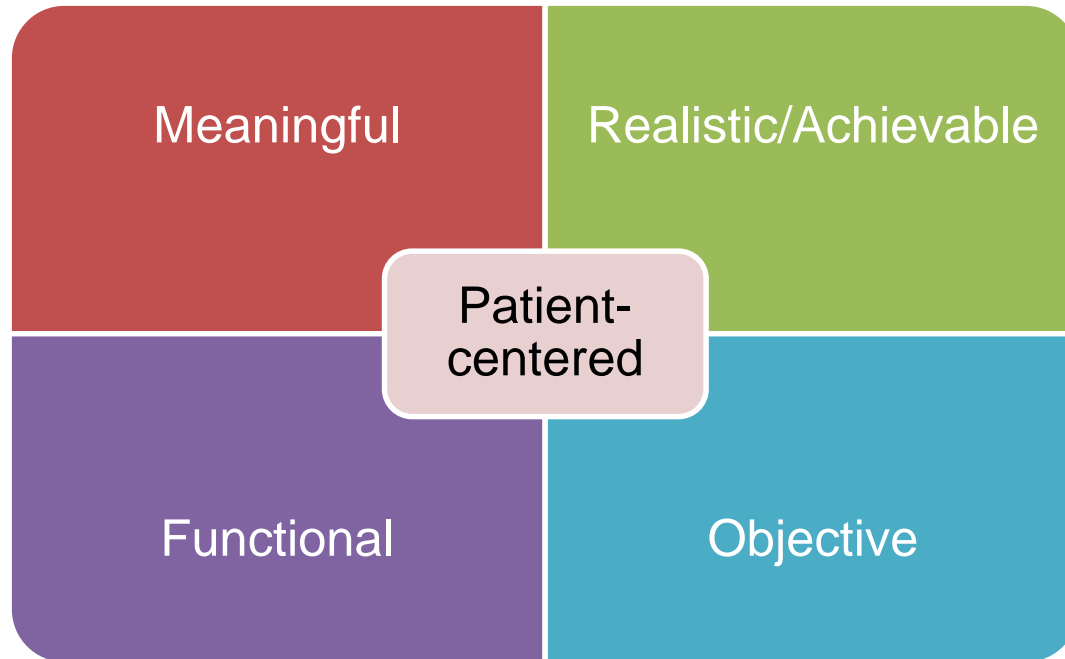 Meaningful
Realistic/Achievable
Patient-
centered
Functional
Objective